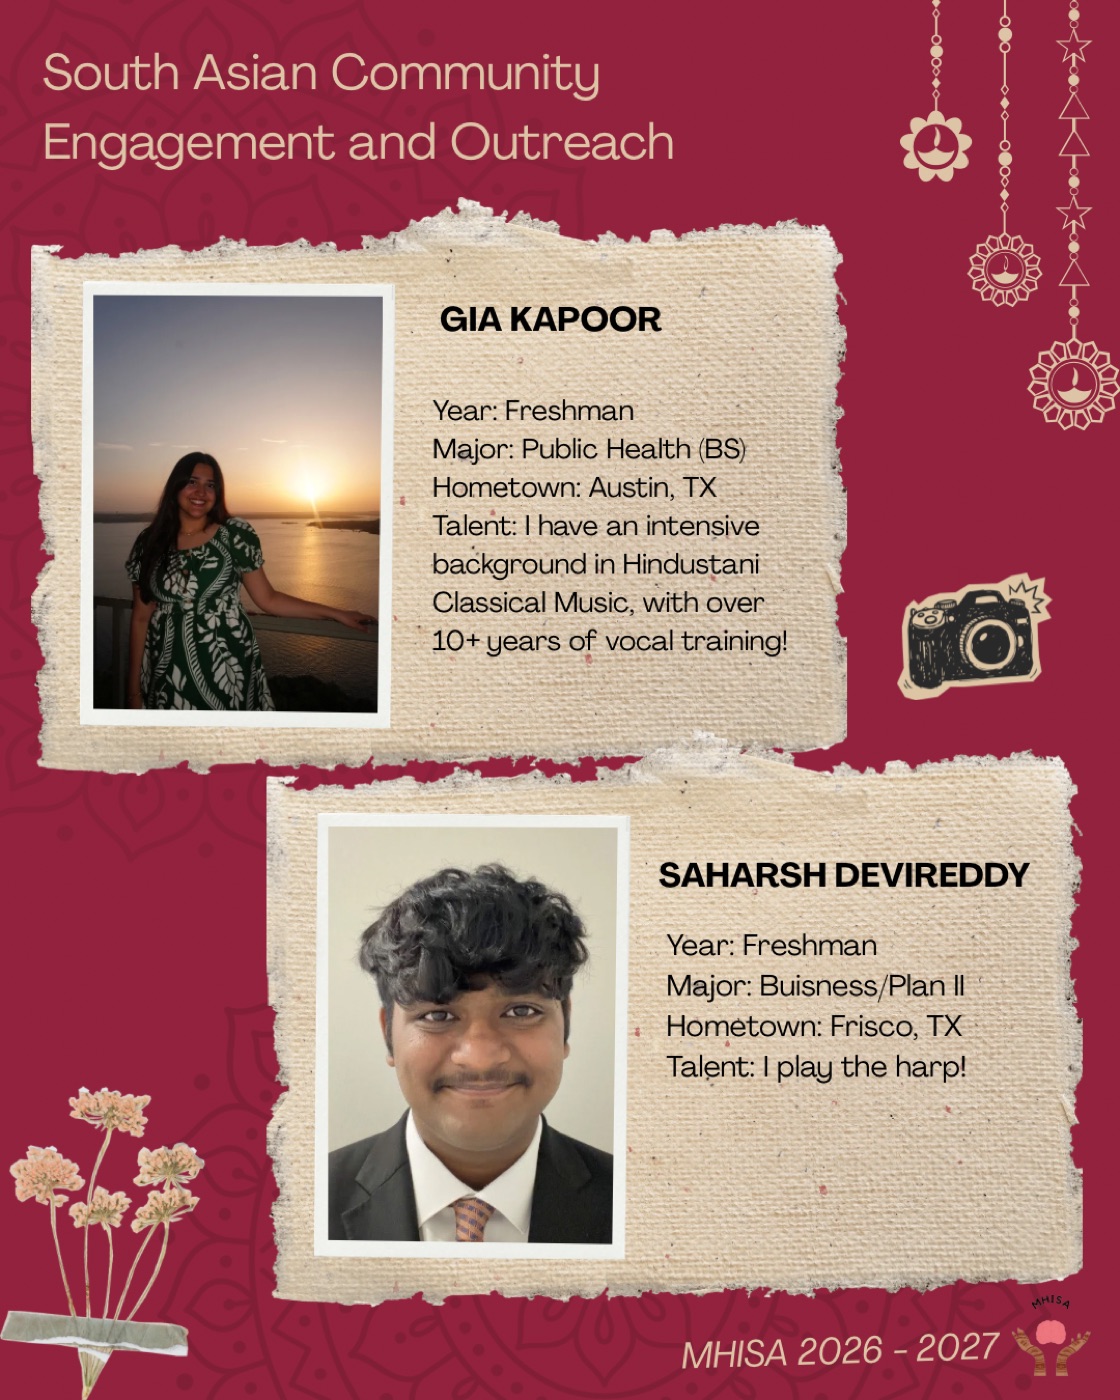 South Asian Community
Engagement and Outreach
GIA KAPOOR
Year: Freshman
Major: Public Health (BS)
Hometown: Austin, TX
Talent: I have an intensive
background in Hindustani
Classical Music, with over
10+ years of vocal training!
SAHARSH DEVIREDDY
Year: Freshman
Major: Buisness/Plan II
Hometown: Frisco, TX
Talent: I play the harp!
MHISA
MHISA 2026 - 2027